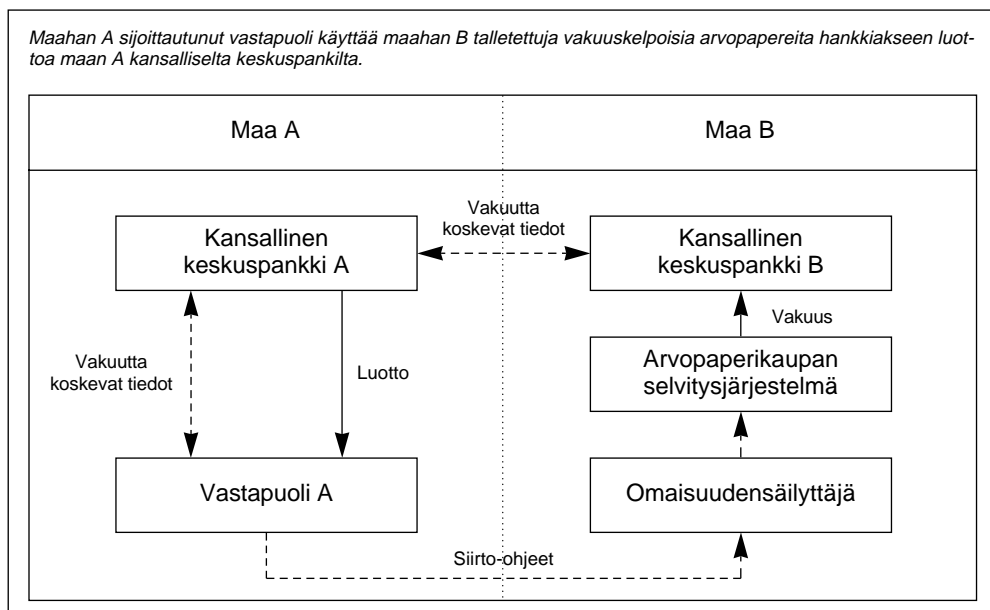 Maahan A sijoittautunut vastapuoli käyttää maahan B talletettuja vakuuskelpoisia arvopapereita hankkiakseen luot-
toa maan A kansalliselta keskuspankilta.
Maa A
Maa B
Vakuutta
koskevat tiedot
Kansallinen
keskuspankki A
Kansallinen
keskuspankki B
Vakuus
Vakuutta
koskevat tiedot
Luotto
Arvopaperikaupan
selvitysjärjestelmä
Vastapuoli A
Omaisuudensäilyttäjä
Siirto-ohjeet